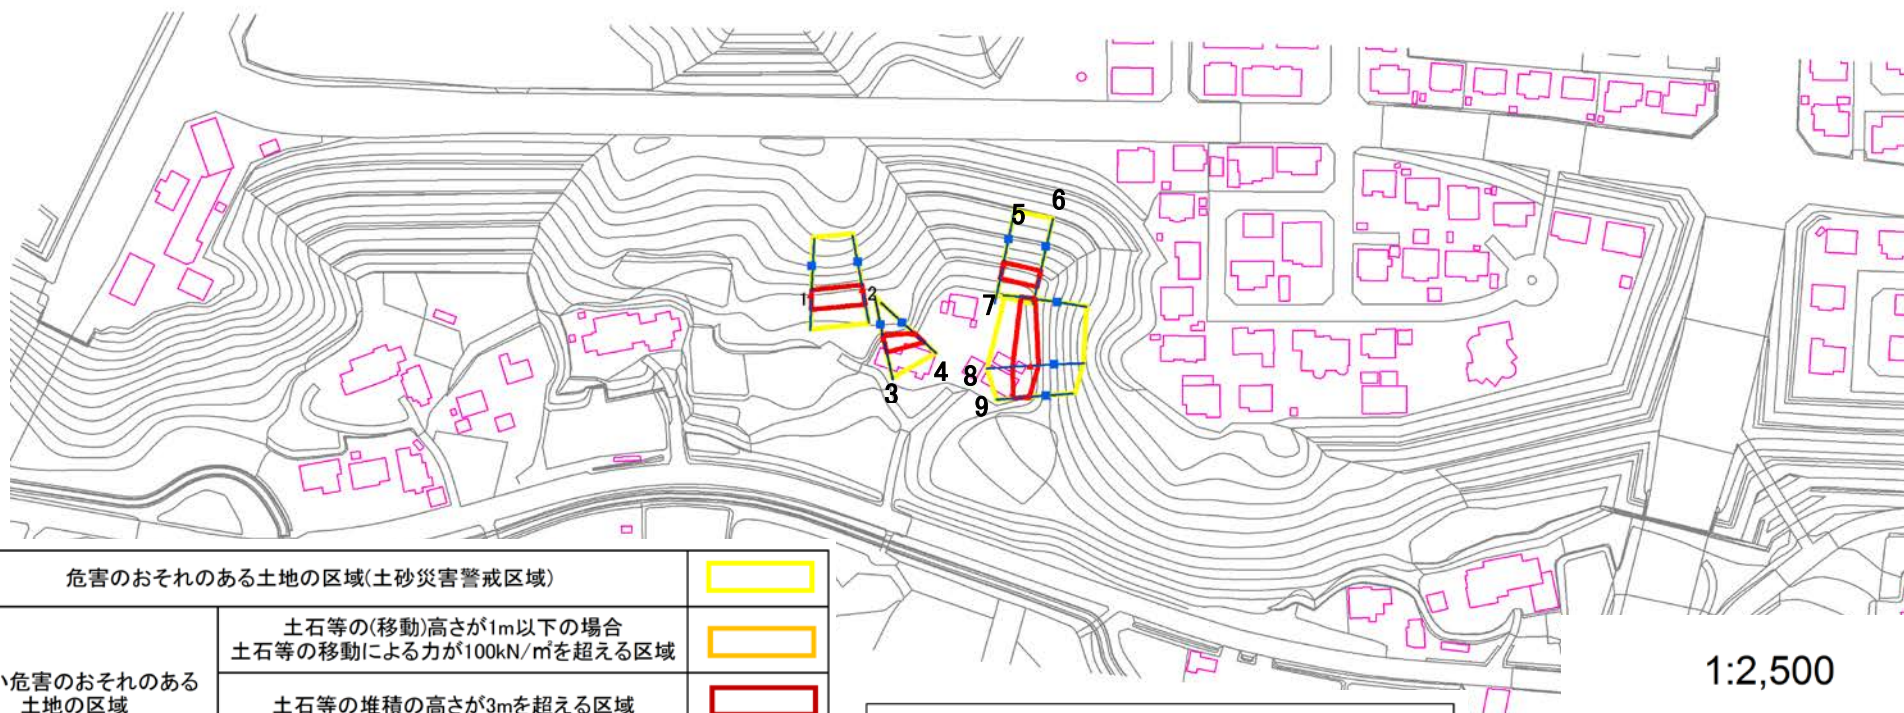 5 6
1 2
7
4 8
3 9
危害のおそれのある土地の区域(土砂災害警戒区域)
土石等の(移動)高さが1m以下の場合
土石等の移動による力が100kN/㎡を超える区域
い危害のおそれのある
土地の区域
土石等の堆積の高さが3mを超える区域
1:2,500